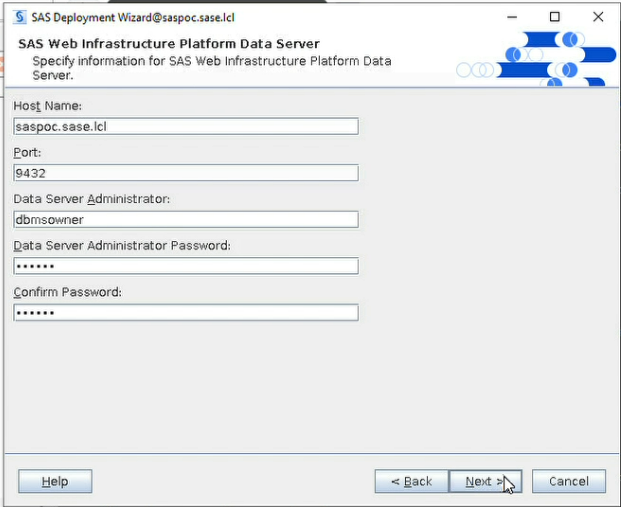 SAS Deployment Wizard@saspoc.sase.lcl
SAS Web Infrastructure Platform Data Server
Specify information for SAS Web Infrastructure Platform Data
Server.
Host Name:
saspoc.sase.lcl
Port:
9432
Data Server Administrator:
dbmsowner
Data Server Administrator Password:
••••••
Confirm Password:
••••••
Help
< Back
Next >
Cancel